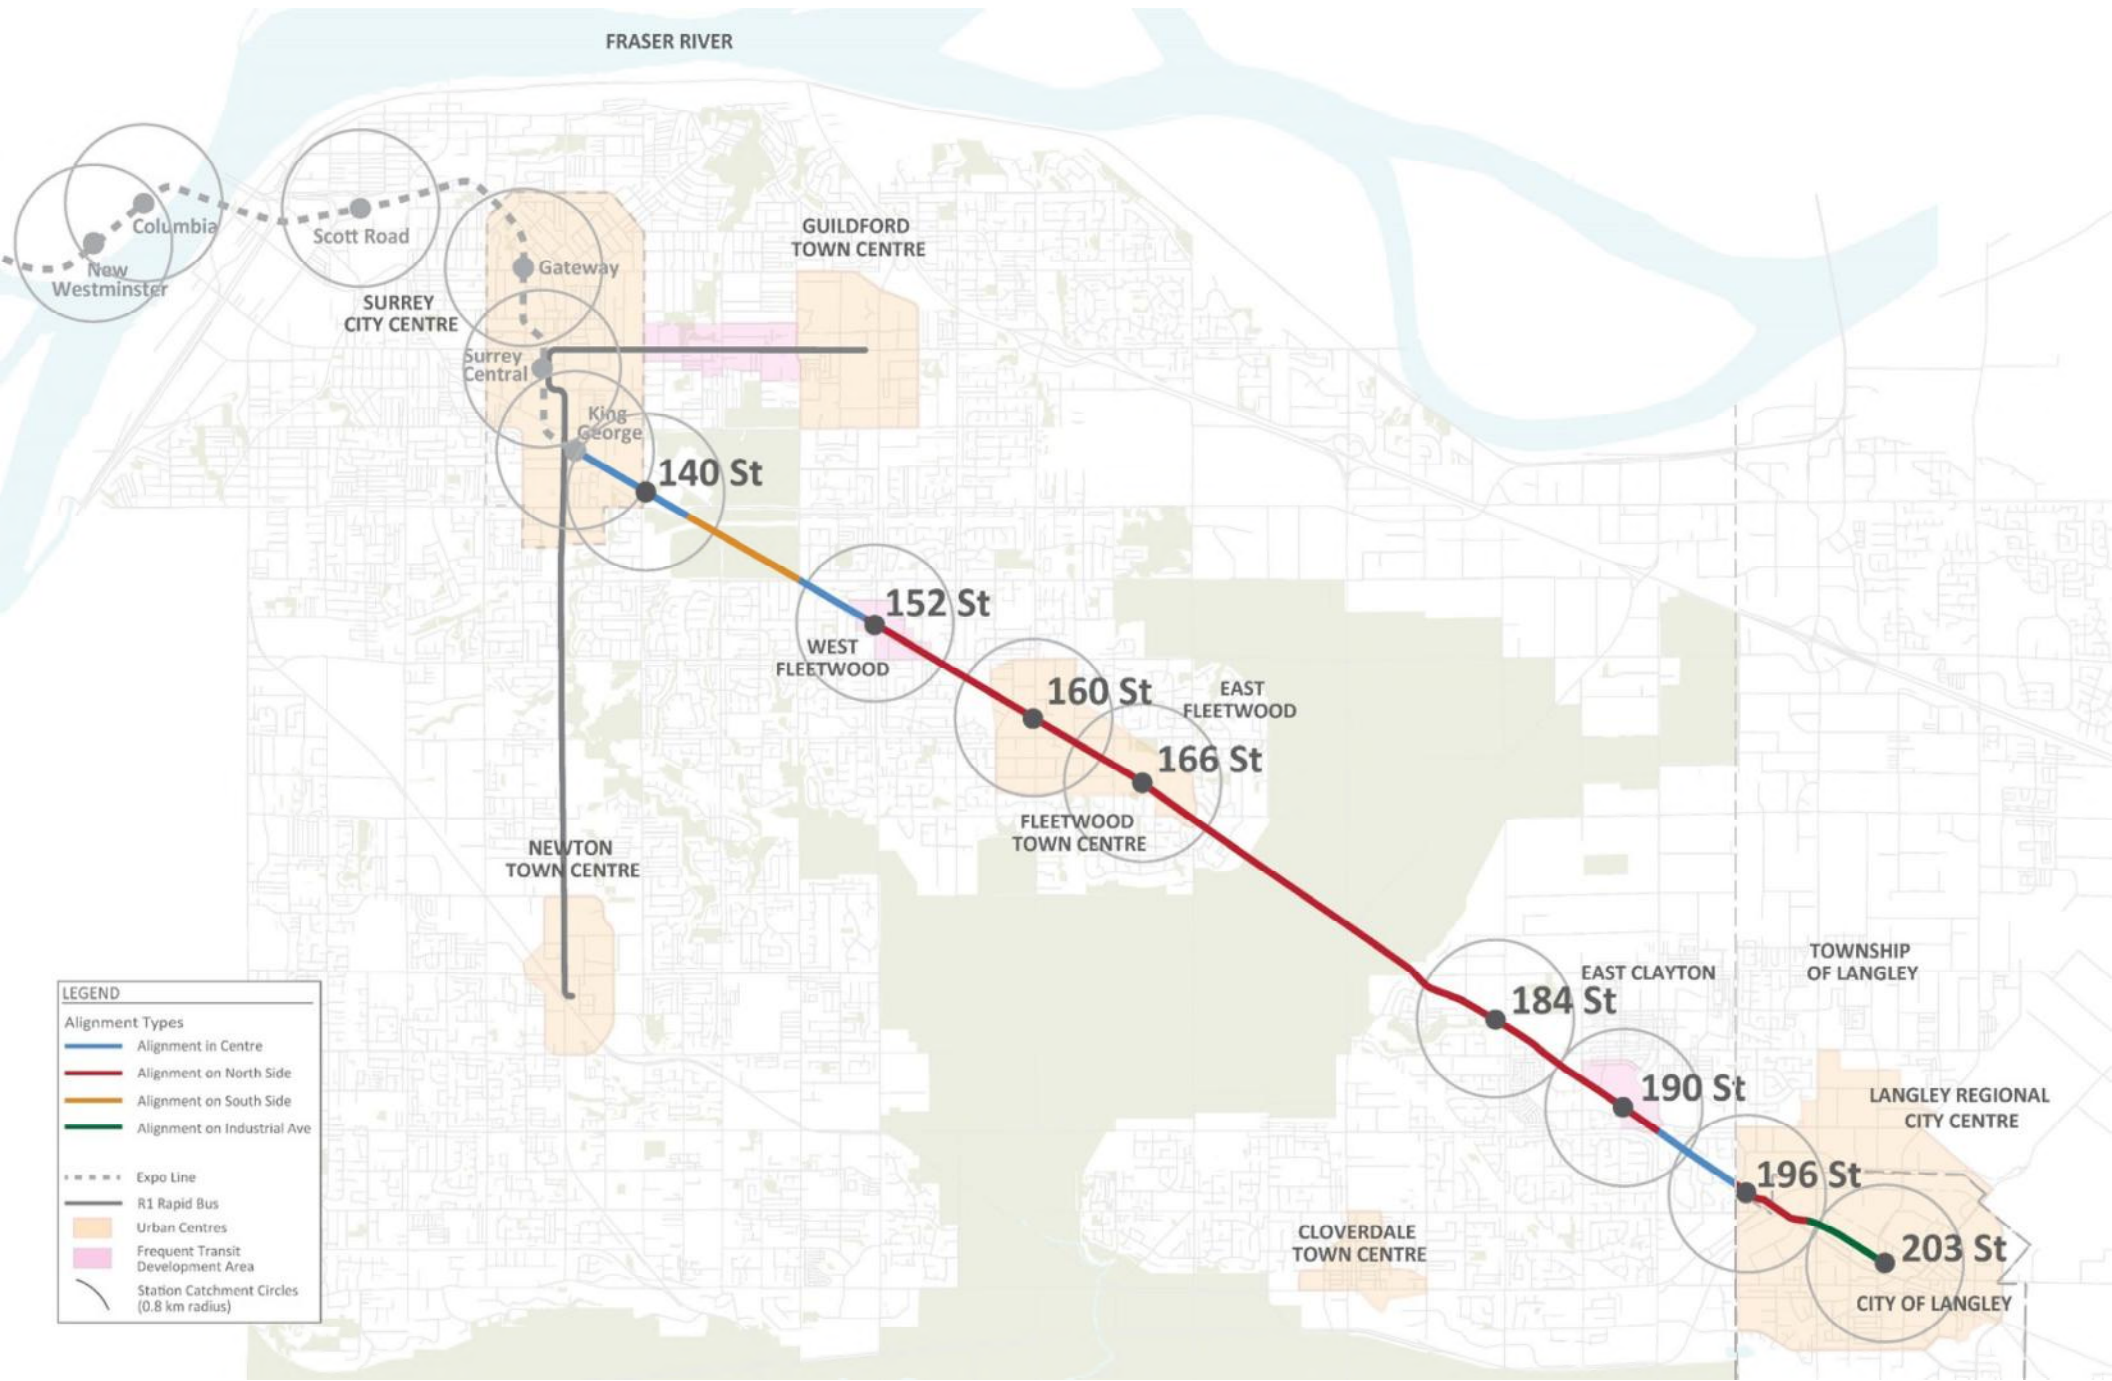 FRASER RIVER
Columbia
New
Westminster
Scott Road
Gateway
GUILDFORD
TOWN CENTRE
SURREY
CITY CENTRE
Surrey
Central
King
George
140 St
152 St
WEST
FLEETWOOD
160 St
EAST
FLEETWOOD
166 St
FLEETWOOD
TOWN CENTRE
NEWTON
TOWN CENTRE
184 St
EAST CLAYTON
TOWNSHIP
OF LANGLEY
190 St
LANGLEY REGIONAL
CITY CENTRE
196 St
203 St
CITY OF LANGLEY
CLOVERDALE
TOWN CENTRE
LEGEND
Alignment Types
Alignment in Centre
Alignment on North Side
Alignment on South Side
Alignment on Industrial Ave
Expo Line
R1 Rapid Bus
Urban Centres
Frequent Transit
Development Area
Station Catchment Circles
(0.8 km radius)